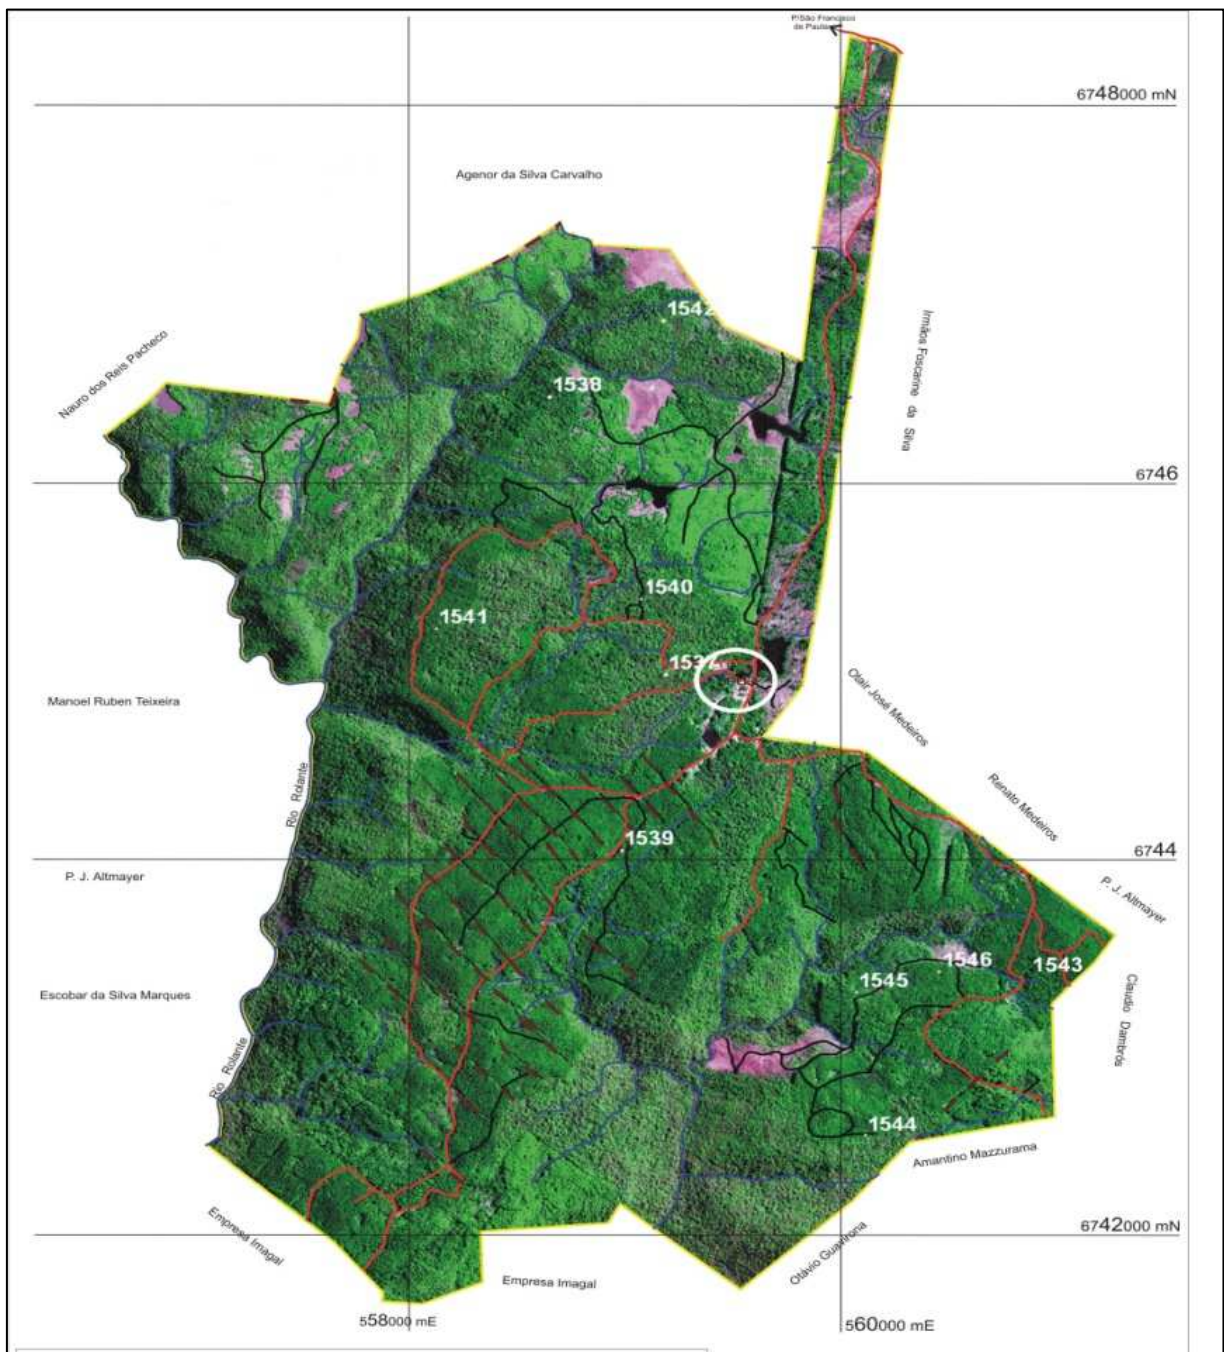 P/São Francisco
de Paula
6748000 mN
Agenor da Silva Carvalho
1542
Irmãos Foscarine da Silva
Nauro dos Reis Pacheco
1538
6746
1540
1541
1537
Manoel Ruben Teixeira
Olair José Medeiros
Rio Rolante
Renato Medeiros
1539
6744
P. J. Altmayer
P. J. Altmayer
1546
1543
1545
Escobar da Silva Marques
Claudio Dambrós
Rio Rolante
1544
Amantino Mazzurama
Empresa Imagal
6742000 mN
Otávio Guavirona
Empresa Imagal
558000 mE
560000 mE